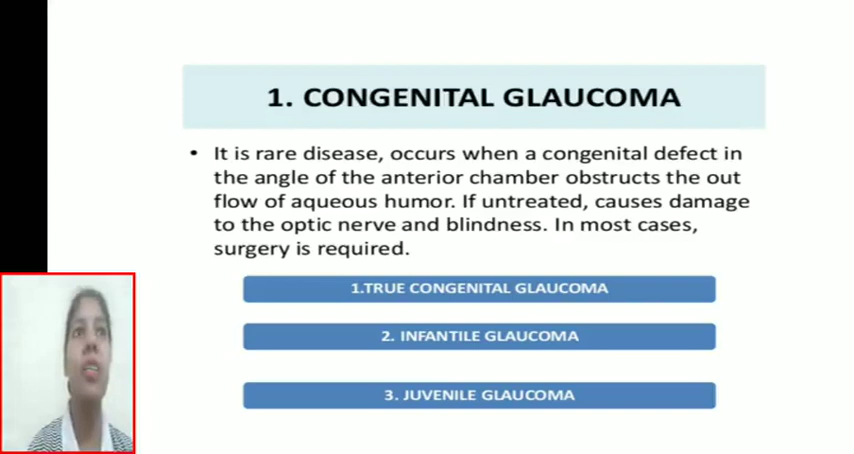 1. CONGENITAL GLAUCOMA
• It is rare disease, occurs when a congenital defect in
the angle of the anterior chamber obstructs the out
flow of aqueous humor. If untreated, causes damage
to the optic nerve and blindness. In most cases,
surgery is required.
1.TRUE CONGENITAL GLAUCOMA
2. INFANTILE GLAUCOMA
3. JUVENILE GLAUCOMA